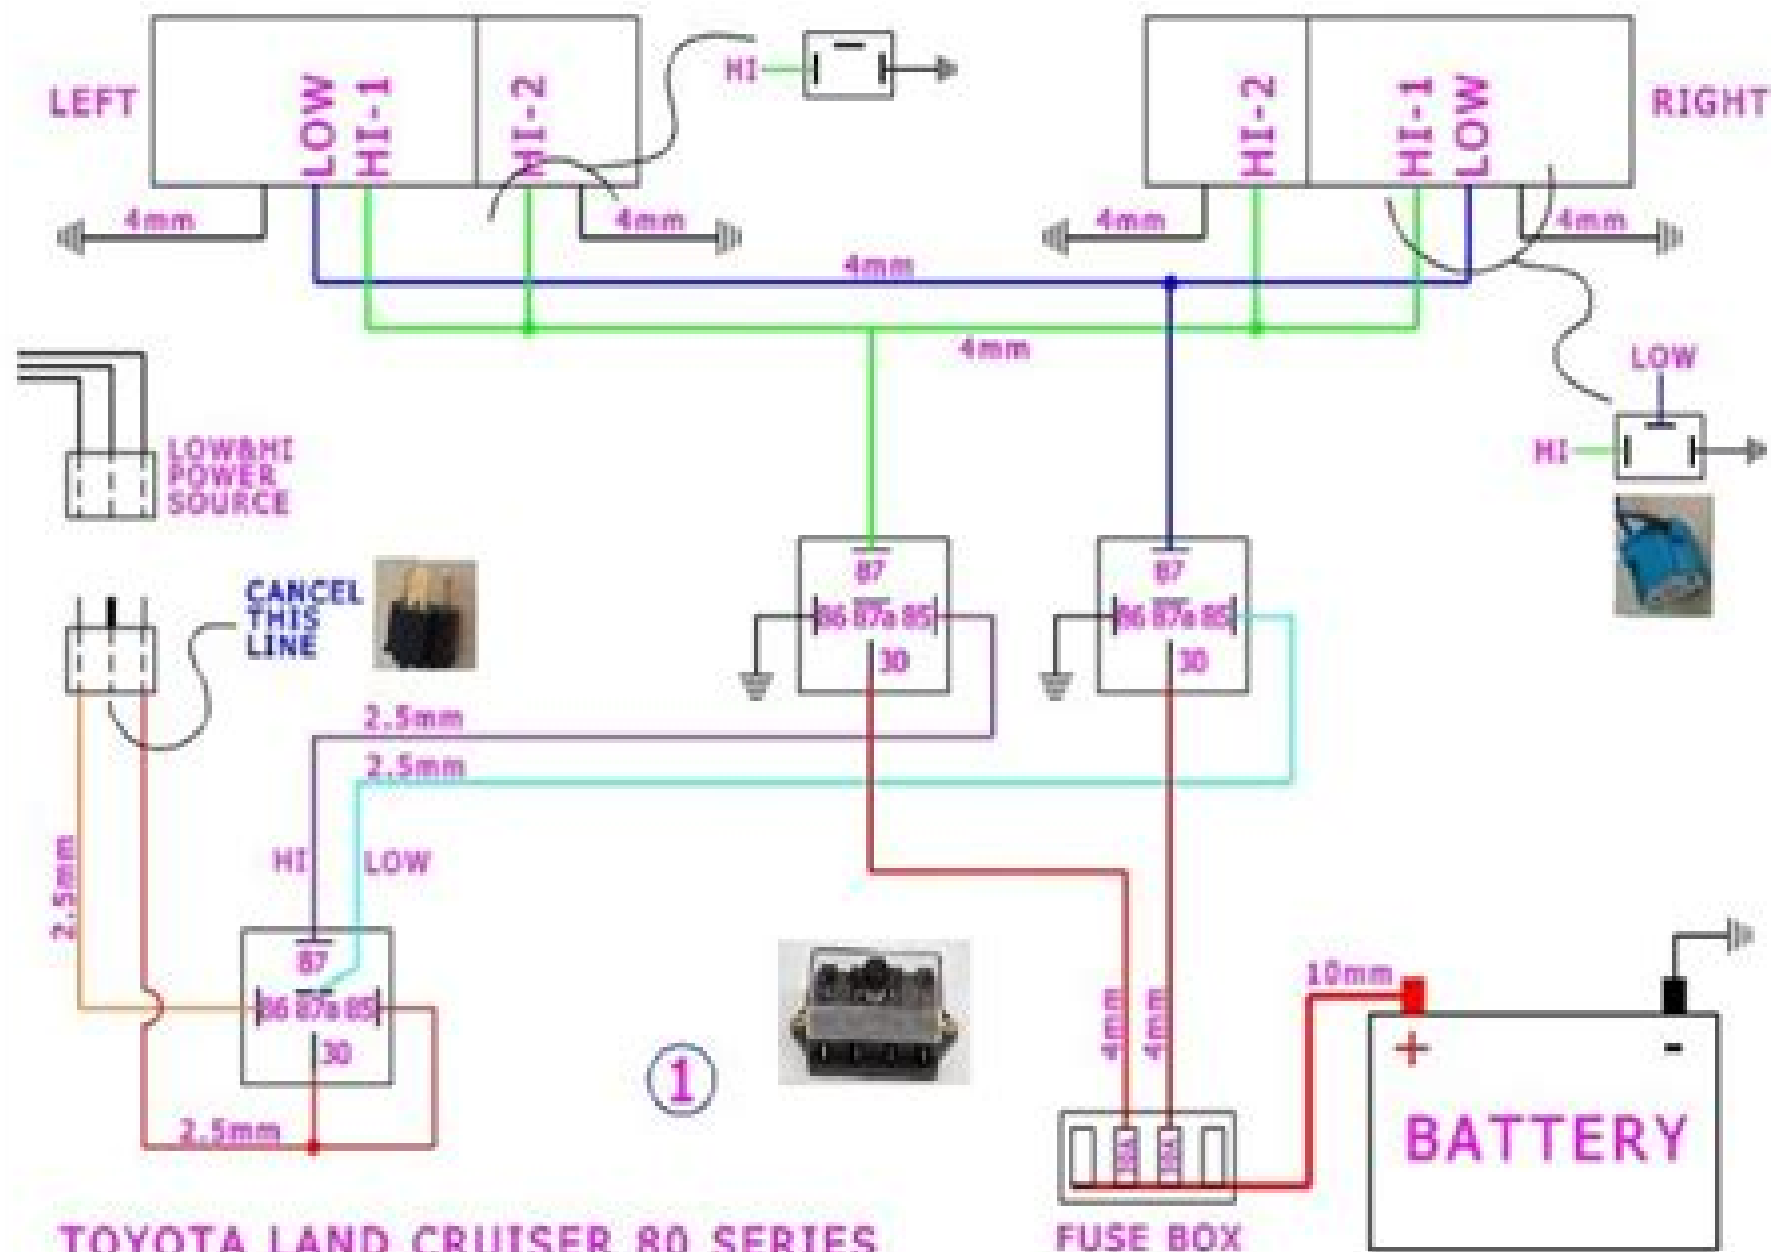 LEFT
LOW
HI-1
HI-2
HI
HI-2
HI-1
LOW
RIGHT
4mm
4mm
4mm
4mm
4mm
4mm
LOW
HI
LOW&HI
POWER
SOURCE
CANCEL
THIS
LINE
87
86 87a 85
30
87
86 87a 85
30
2.5mm
2.5mm
2.5mm
HI
LOW
87
86 87a 85
30
2.5mm
1
4mm
4mm
10mm
+
-
BATTERY
FUSE BOX
TOYOTA LAND CRUISER 80 SERIES